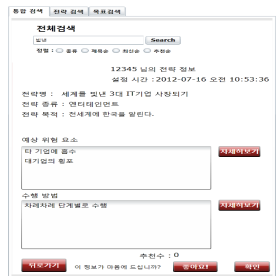 통합 검색 전략 검색 목표검색
전체검색
빛낸 Search
정렬 : 종류 제목순 최신순 추천순
12345 님의 전략 정보
설정 시간 : 2012-07-16 오전 10:53:36
전략명 : 세계를 빛낸 3대 IT기업 사장되기
전략 종류 : 엔터테인먼트
전략 목적 : 전세계에 한국을 알린다.
예상 위험 요소
타 기업에 흡수
대기업의 횡포
자세히보기
수행 방법
차례차례 단계별로 수행
자세히보기
추천수 : 0
뒤로가기 이 정보가 마음에 드십니까? 좋아요! 확인